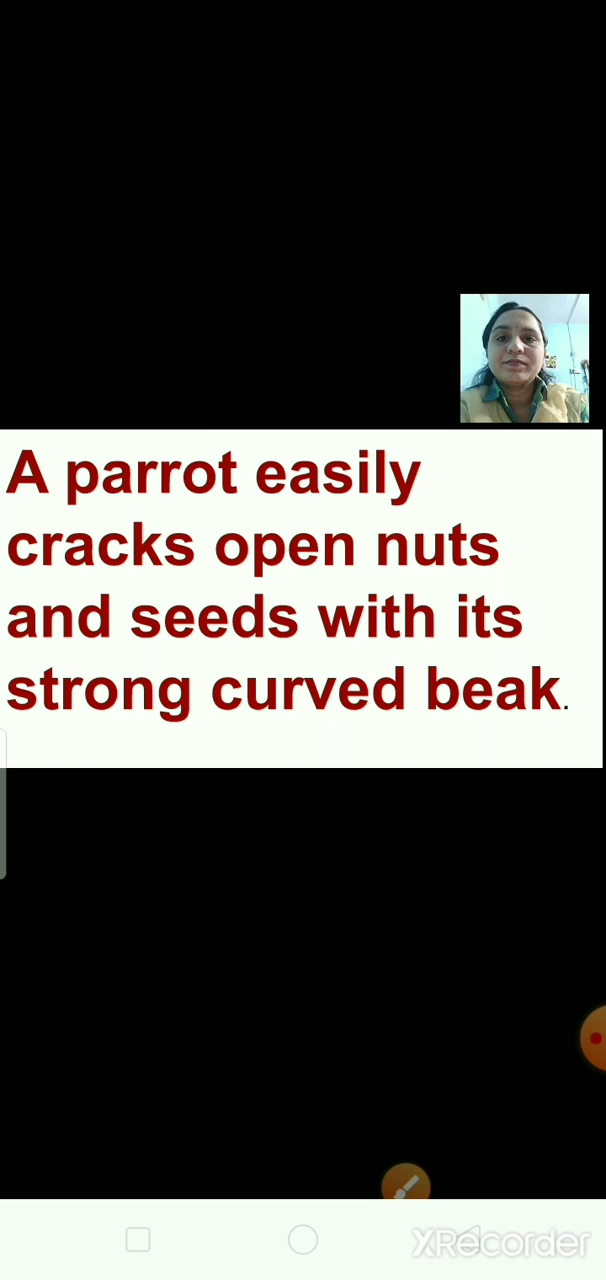 A parrot easily
cracks open nuts
and seeds with its
strong curved beak.
XRecorder